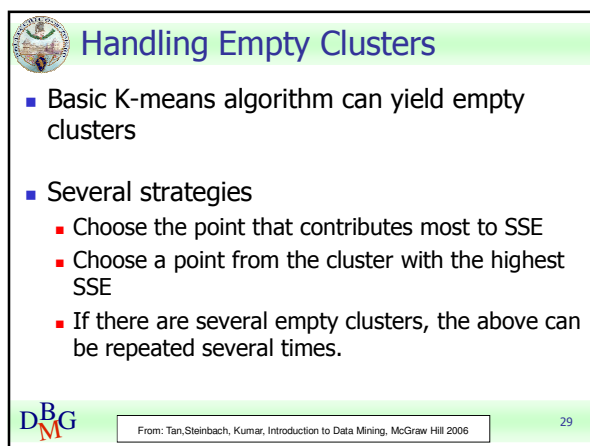 Handling Empty Clusters
Basic K-means algorithm can yield empty
clusters
Several strategies
Choose the point that contributes most to SSE
Choose a point from the cluster with the highest
SSE
If there are several empty clusters, the above can
be repeated several times.
DBMG
From: Tan,Steinbach, Kumar, Introduction to Data Mining, McGraw Hill 2006
29